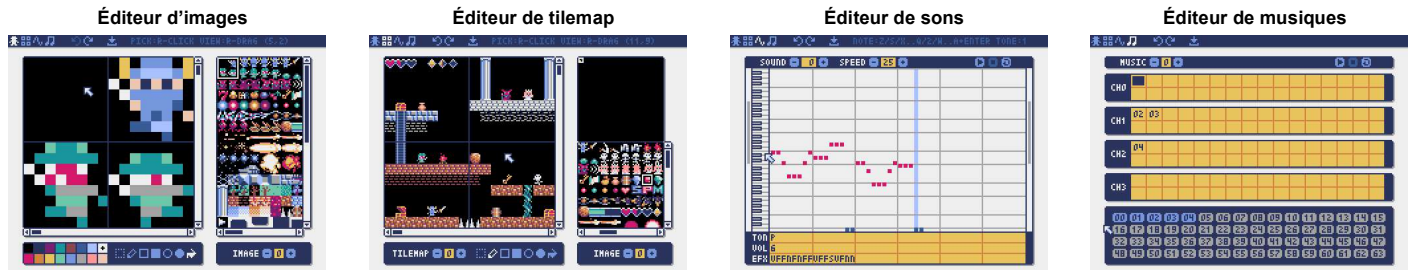 Éditeur d’images
PICK:R-CLICK VIEW:R-DRAG (5,2)
IMAGE 0
Éditeur de tilemap
PICK:R-CLICK VIEW:R-DRAG (11,9)
TILEMAP 0
IMAGE 0
Éditeur de sons
NOTE:Z/S/X..Q/2/W..A+ENTER TONE:1
SOUND 0 SPEED 25
TON P
VOL 6
EFX
Éditeur de musiques
MUSIC 0
CH0
CH1 02 03
CH2 04
CH3
00 01 02 03 04 05 06 07 08 09 10 11 12 13 14 15
16 17 18 19 20 21 22 23 24 25 26 27 28 29 30 31
32 33 34 35 36 37 38 39 40 41 42 43 44 45 46 47
48 49 50 51 52 53 54 55 56 57 58 59 60 61 62 63